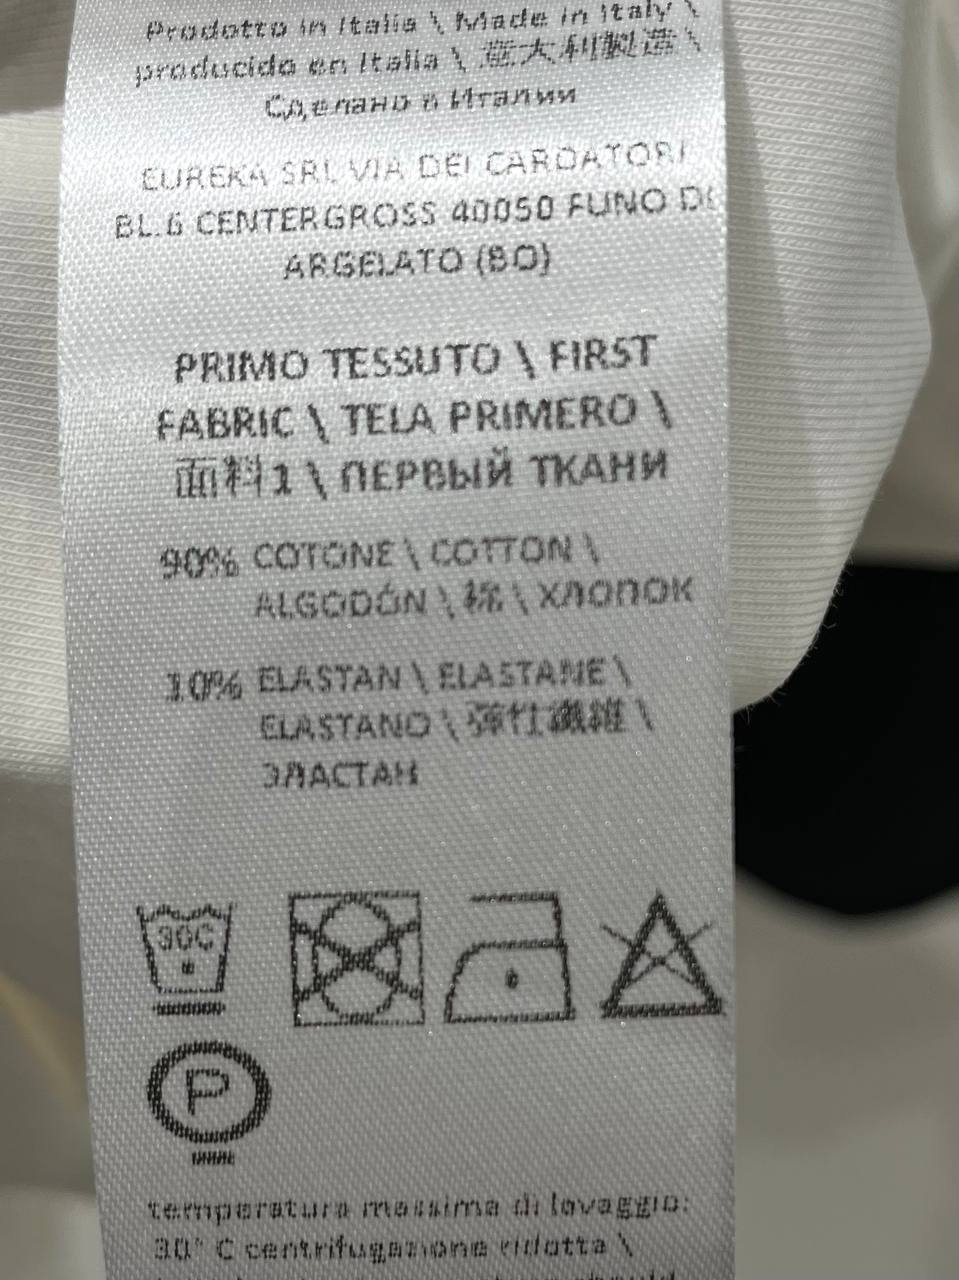 Prodotto in Italia \ Made in Italy \
producido en Italia \ 意大利製造 \
Сделано в Италии
EUREKA SRL VIA DEI CARDATORI
BL.6 CENTERGROSS 40050 FUNO DI
ARGELATO (BO)
PRIMO TESSUTO \ FIRST
FABRIC \ TELA PRIMERO \
面料1 \ ПЕРВЫЙ ТКАНИ
90% COTONE \ COTTON \
ALGODÓN \ 棉 \ ХЛОПОК
10% ELASTAN \ ELASTANE \
ELASTANO \ 彈性纖維 \
ЭЛАСТАН
30C
P
temperatura massima di lavaggio:
30° C centrifugazione ridotta \
should